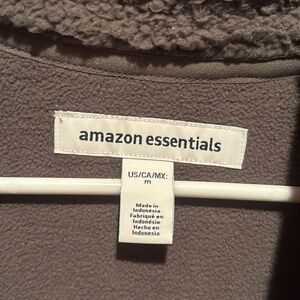 amazon essentials
US/CA/MX:
m
Made in
Indonesia
Fabriqué en
Indonésie
Hecho en
Indonesia